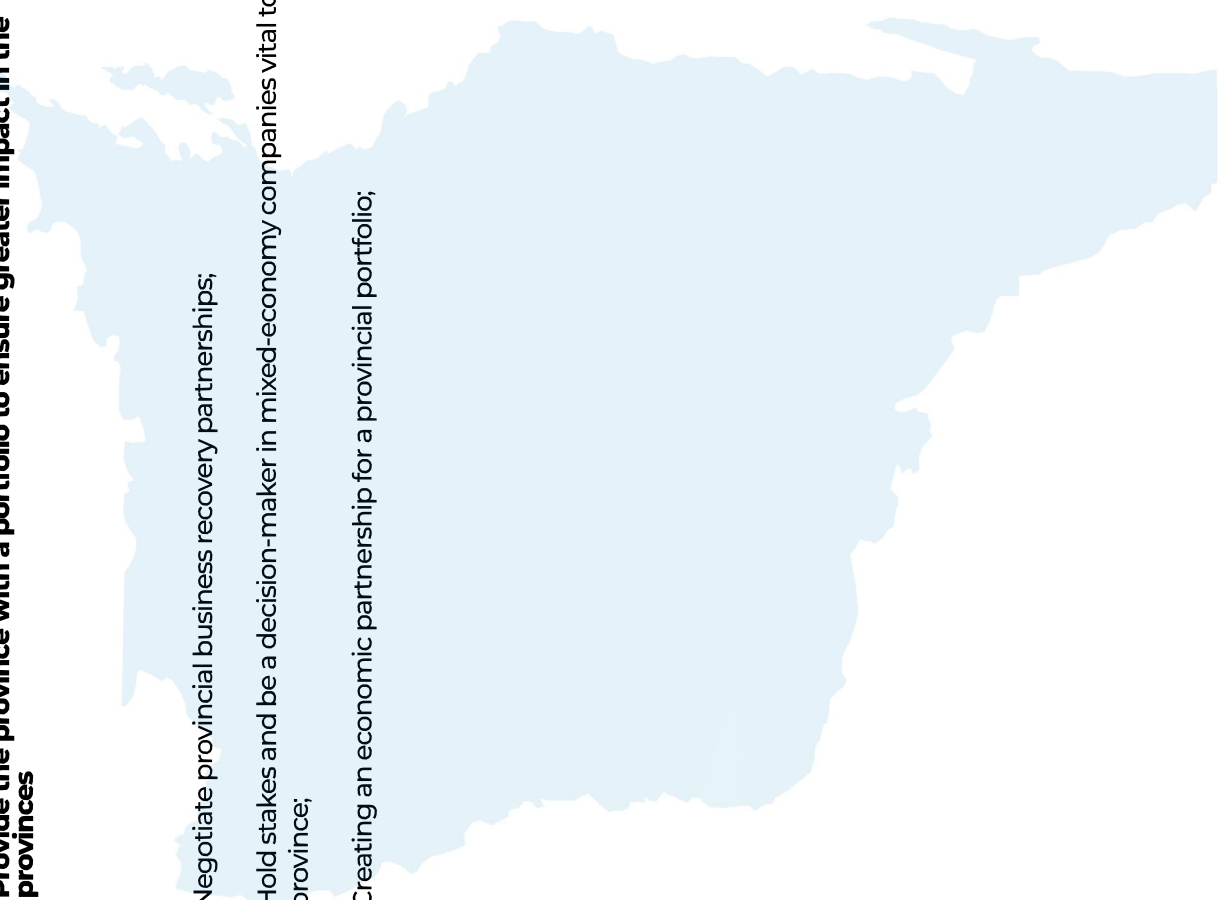 Provide the province with a portfolio to ensure greater impact in the
provinces
Negotiate provincial business recovery partnerships;
Hold stakes and be a decision-maker in mixed-economy companies vital to
province;
Creating an economic partnership for a provincial portfolio;